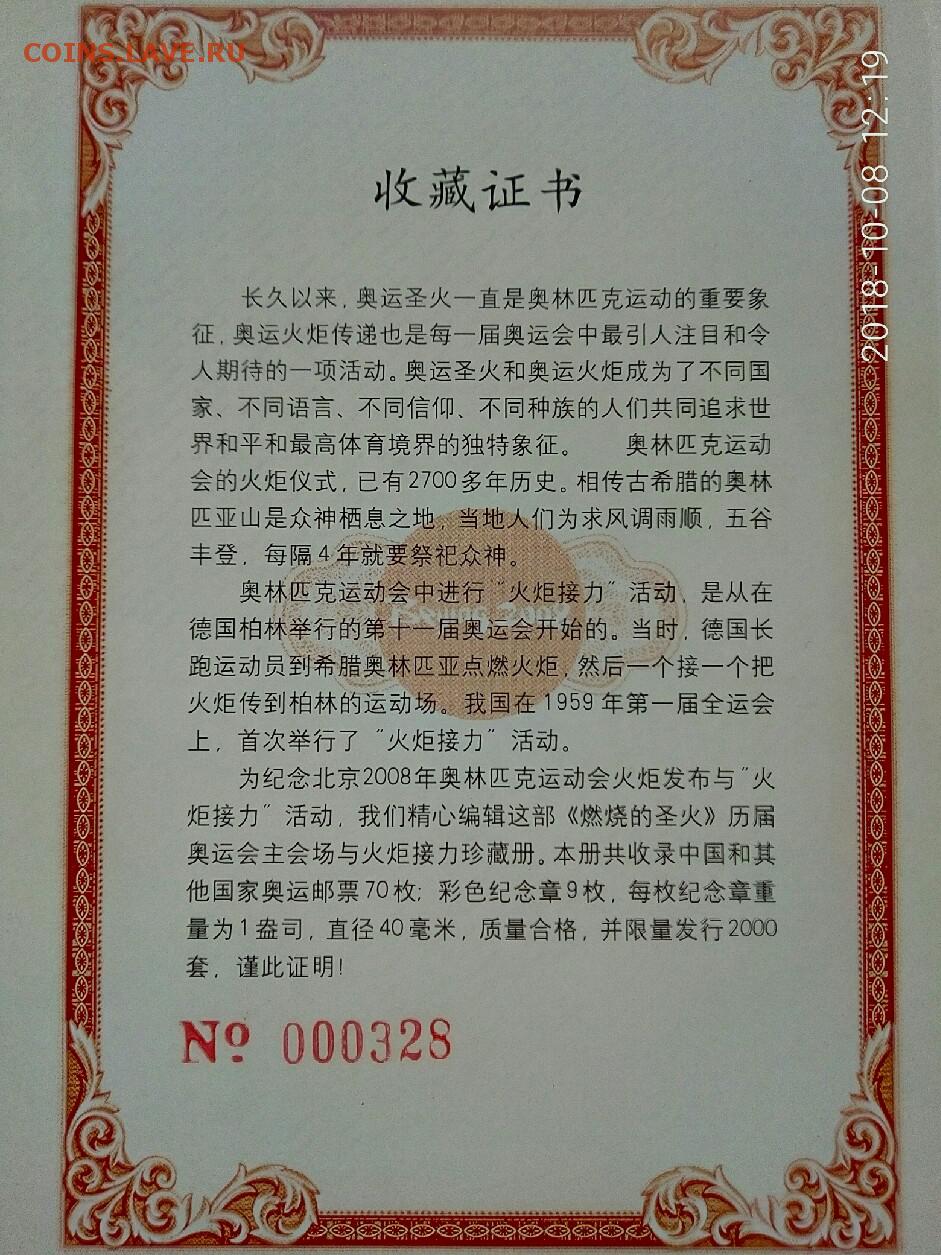 COINS.LAVE.RU
2018-10-08 12:19
收藏证书
长久以来，奥运圣火一直是奥林匹克运动的重要象
征，奥运火炬传递也是每一届奥运会中最引人注目和令
人期待的一项活动。奥运圣火和奥运火炬成为了不同国
家、不同语言、不同信仰、不同种族的人们共同追求世
界和平和最高体育境界的独特象征。 奥林匹克运动
会的火炬仪式，已有2700多年历史。相传古希腊的奥林
匹亚山是众神栖息之地，当地人们为求风调雨顺，五谷
丰登，每隔4年就要祭祀众神。
奥林匹克运动会中进行“火炬接力”活动，是从在
德国柏林举行的第十一届奥运会开始的。当时，德国长
跑运动员到希腊奥林匹亚点燃火炬，然后一个接一个把
火炬传到柏林的运动场。我国在1959年第一届全运会
上，首次举行了“火炬接力”活动。
为纪念北京2008年奥林匹克运动会火炬发布与“火
炬接力”活动，我们精心编辑这部《燃烧的圣火》历届
奥运会主会场与火炬接力珍藏册。本册共收录中国和其
他国家奥运邮票70枚；彩色纪念章9枚，每枚纪念章重
量为1盎司，直径40毫米，质量合格，并限量发行2000
套，谨此证明！
Nº 000328